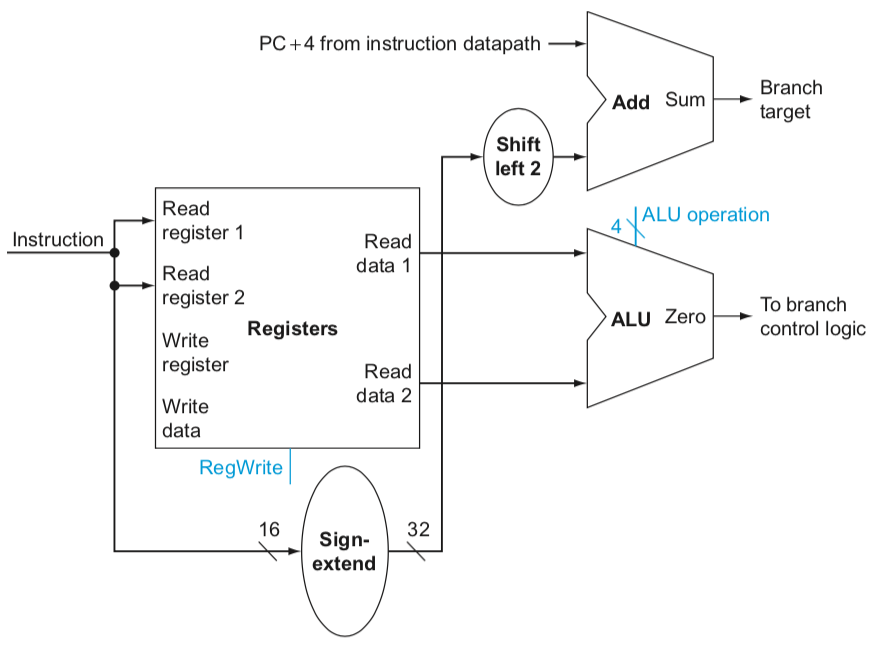 PC+4 from instruction datapath
Add Sum
Branch
target
Shift
left 2
4
ALU operation
Instruction
Read
register 1
Read
data 1
Read
register 2
Registers
Write
register
Read
data 2
Write
data
ALU Zero
To branch
control logic
RegWrite
16
Sign-
extend
32